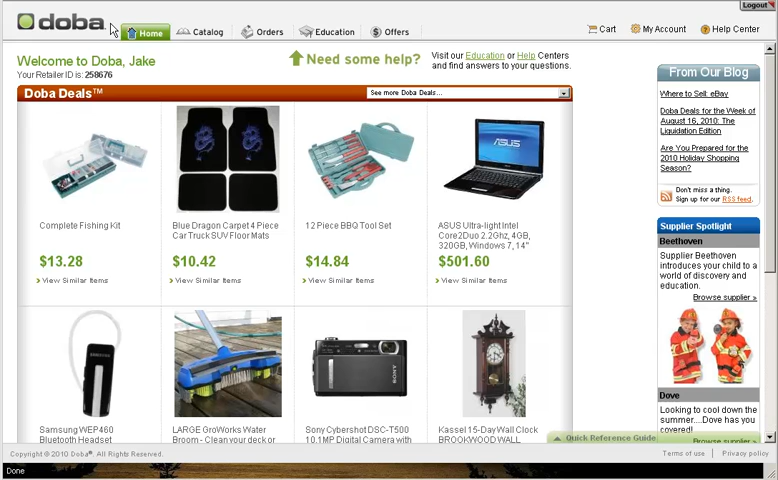 Logout
doba
Home
Catalog
Orders
Education
Offers
Cart
My Account
Help Center
Welcome to Doba, Jake
Your Retailer ID is: 258676
Need some help?
Visit our Education or Help Centers
and find answers to your questions.
Doba Deals™
See more Doba Deals...
Complete Fishing Kit
$13.28
View Similar Items
Blue Dragon Carpet 4 Piece
Car Truck SUV Floor Mats
$10.42
View Similar Items
12 Piece BBQ Tool Set
$14.84
View Similar Items
ASUS
ASUS Ultra-light Intel
Core2Duo 2.2Ghz, 4GB,
320GB, Windows 7, 14"
$501.60
View Similar Items
Samsung WEP460
Bluetooth Headset
LARGE GroWorks Water
Broom - Clean your deck or
SONY
Sony Cybershot DSC-T500
10.1MP Digital Camera with
Kassel 15 Wall Clock
BROOKWOOD WALL
From Our Blog
Where to Sell: eBay
Doba Deals for the Week of
August 16, 2010: The
Liquidation Edition
Are You Prepared for the
2010 Holiday Shopping
Season?
Don't miss a thing.
Sign up for our RSS feed.
Supplier Spotlight
Beethoven
Supplier Beethoven
introduces your child to a
world of discovery and
education.
Browse supplier »
Dove
Looking to cool down the
summer....Dove has you
covered!
Browse supplier »
Quick Reference Guide
Copyright © 2010 Doba®. All Rights Reserved.
Terms of use | Privacy policy
Done